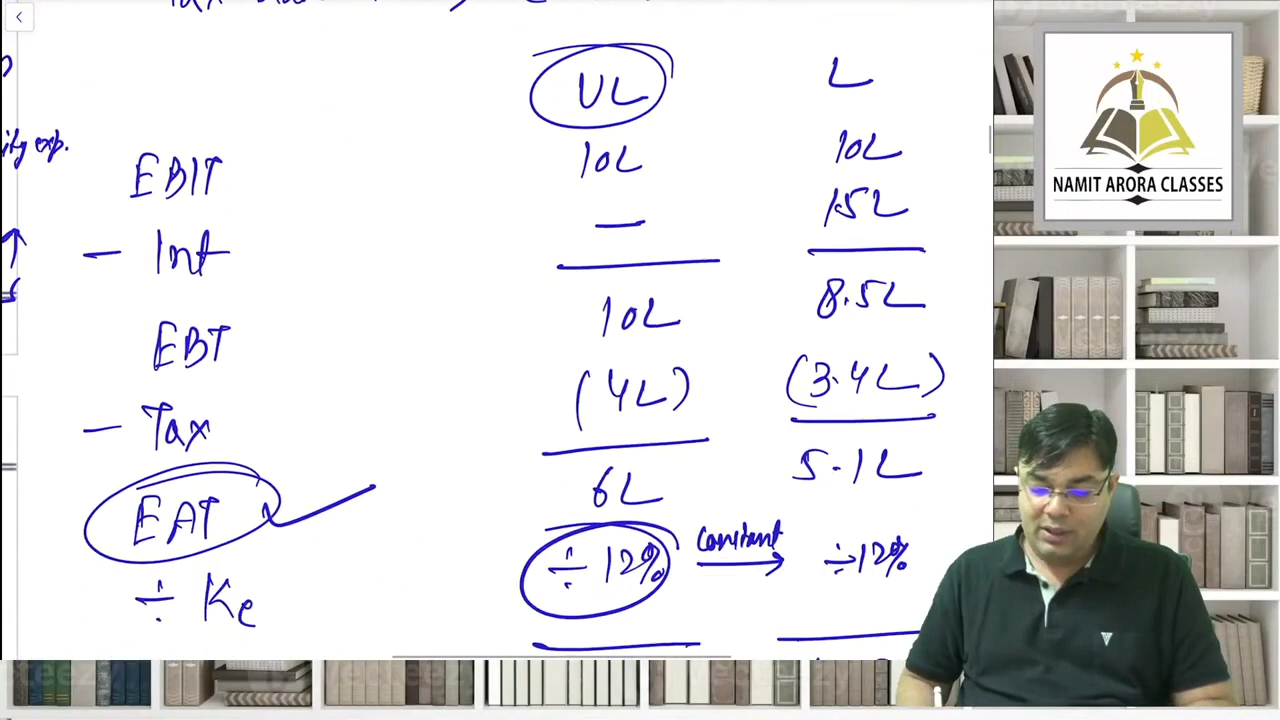 UL L
EBIT 10L 10L
- Int — 1.5L
EBT 10L 8.5L
- Tax (4L) (3.4L)
EAT 6L 5.1L
÷ Ke ÷ 12% constant ÷12%
NAMIT ARORA CLASSES